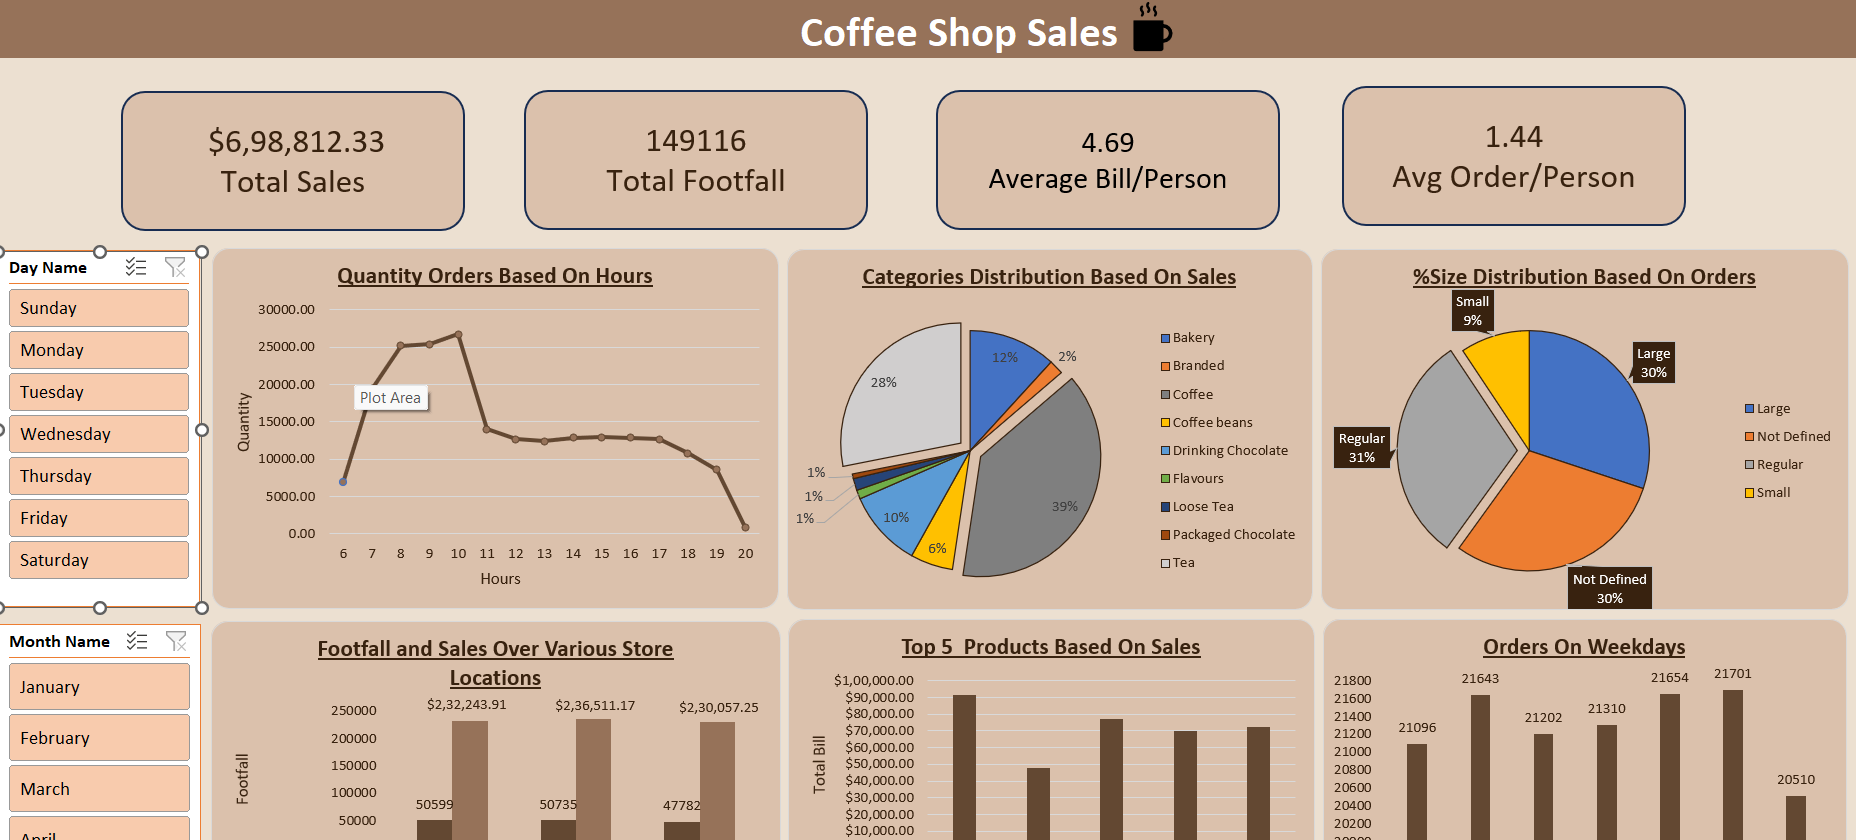 Coffee Shop Sales
$6,98,812.33
Total Sales
149116
Total Footfall
4.69
Average Bill/Person
1.44
Avg Order/Person
Day Name
Sunday
Monday
Tuesday
Wednesday
Thursday
Friday
Saturday
Quantity Orders Based On Hours
30000.00
25000.00
20000.00
15000.00
10000.00
5000.00
0.00
Quantity
Plot Area
6 7 8 9 10 11 12 13 14 15 16 17 18 19 20
Hours
Categories Distribution Based On Sales
12%
2%
28%
39%
1%
1%
1%
10%
6%
Bakery
Branded
Coffee
Coffee beans
Drinking Chocolate
Flavours
Loose Tea
Packaged Chocolate
Tea
%Size Distribution Based On Orders
Small
9%
Large
30%
Regular
31%
Not Defined
30%
Large
Not Defined
Regular
Small
Month Name
January
February
March
April
Footfall and Sales Over Various Store
Locations
250000
200000
150000
100000
50000
Footfall
$2,32,243.91
$2,36,511.17
$2,30,057.25
50599
50735
47782
Top 5 Products Based On Sales
$1,00,000.00
$90,000.00
$80,000.00
$70,000.00
$60,000.00
$50,000.00
$40,000.00
$30,000.00
$20,000.00
$10,000.00
Total Bill
Orders On Weekdays
21800
21600
21400
21200
21000
20800
20600
20400
20200
20000
21096
21643
21202
21310
21654
21701
20510